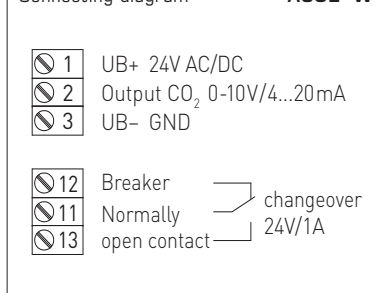 Connecting diagram
1 UB+ 24V AC/DC
2 Output CO₂ 0-10V/4...20mA
3 UB– GND
12 Breaker
11 Normally
13 open contact
changeover
24V/1A